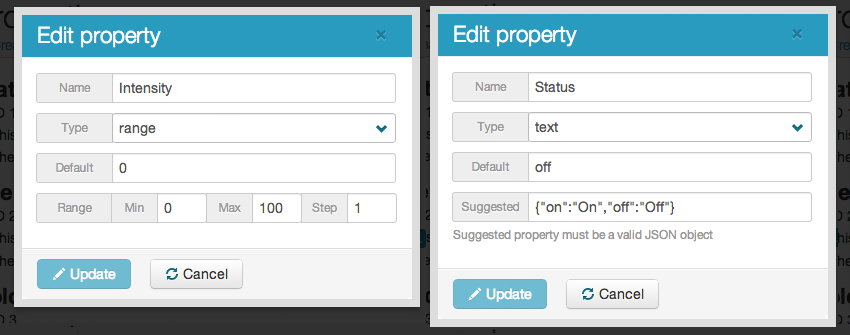 Edit property ×
Name Intensity
Type range
Default 0
Range Min 0 Max 100 Step 1
Update Cancel
Edit property ×
Name Status
Type text
Default off
Suggested {"on":"On","off":"Off"}
Suggested property must be a valid JSON object
Update Cancel